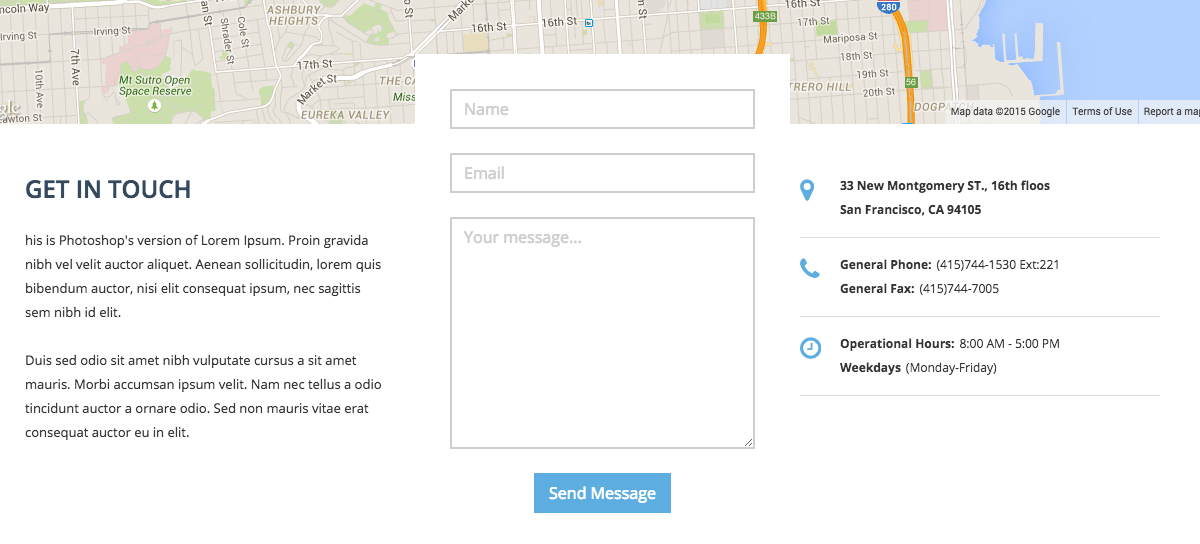 Lincoln Way
ASHBURY
HEIGHTS
Irving St
Irving St
7th Ave
10th Ave
Shrader St
Cole St
Market St
16th St
16th St
17th St
Market St
Mt Sutro Open
Space Reserve
EUREKA VALLEY
THE CA
Miss
Lawton St
433B
280
Mariposa St
18th St
19th St
20th St
56
TRERO HILL
DOGPATCH
Map data ©2015 Google
Terms of Use
Report a map
Name
Email
Your message...
Send Message
GET IN TOUCH
his is Photoshop's version of Lorem Ipsum. Proin gravida
nibh vel velit auctor aliquet. Aenean sollicitudin, lorem quis
bibendum auctor, nisi elit consequat ipsum, nec sagittis
sem nibh id elit.
Duis sed odio sit amet nibh vulputate cursus a sit amet
mauris. Morbi accumsan ipsum velit. Nam nec tellus a odio
tincidunt auctor a ornare odio. Sed non mauris vitae erat
consequat auctor eu in elit.
33 New Montgomery ST., 16th floos
San Francisco, CA 94105
General Phone: (415)744-1530 Ext:221
General Fax: (415)744-7005
Operational Hours: 8:00 AM - 5:00 PM
Weekdays (Monday-Friday)